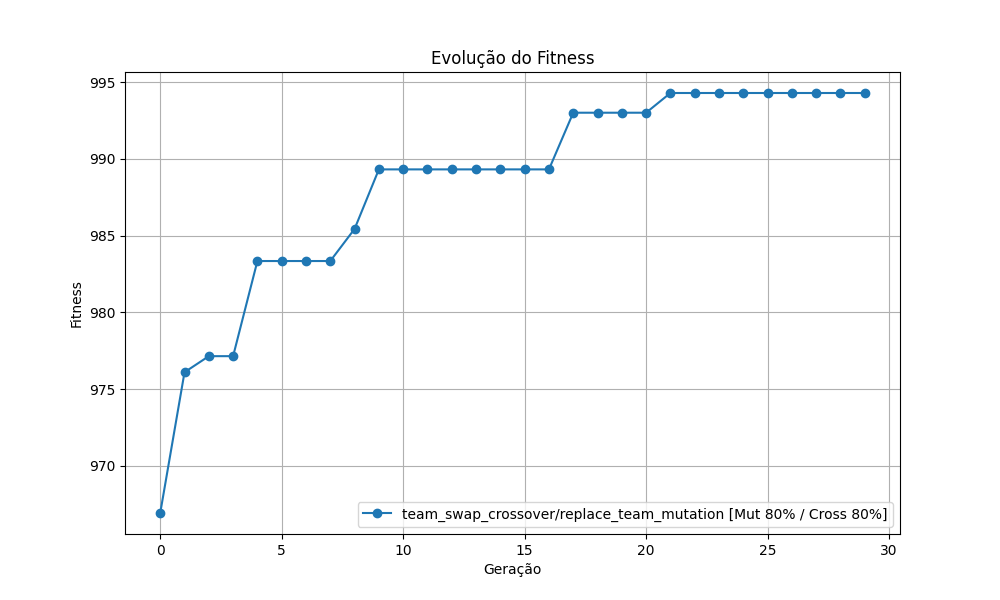 Evolução do Fitness
995
990
985
980
975
970
Fitness
0 5 10 15 20 25 30
Geração
team_swap_crossover/replace_team_mutation [Mut 80% / Cross 80%]